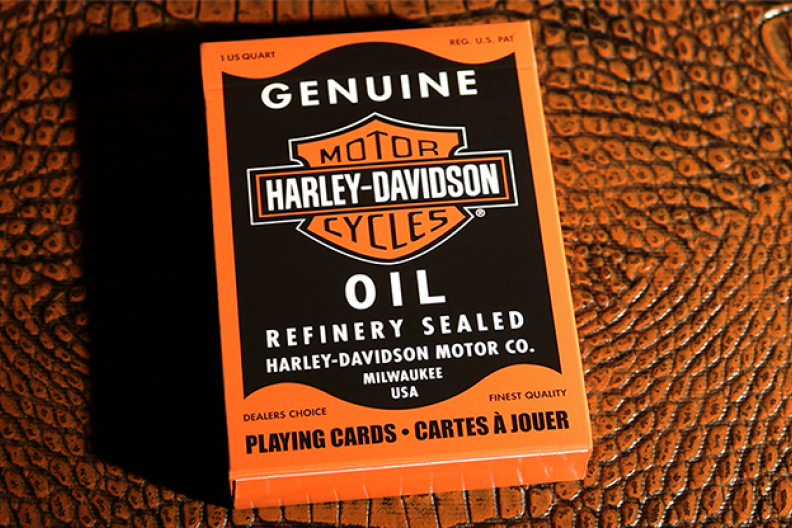 1 US QUART
REG. U.S. PAT
GENUINE
MOTOR
HARLEY-DAVIDSON
CYCLES ®
OIL
REFINERY SEALED
HARLEY-DAVIDSON MOTOR CO.
MILWAUKEE
USA
DEALERS CHOICE
FINEST QUALITY
PLAYING CARDS • CARTES À JOUER